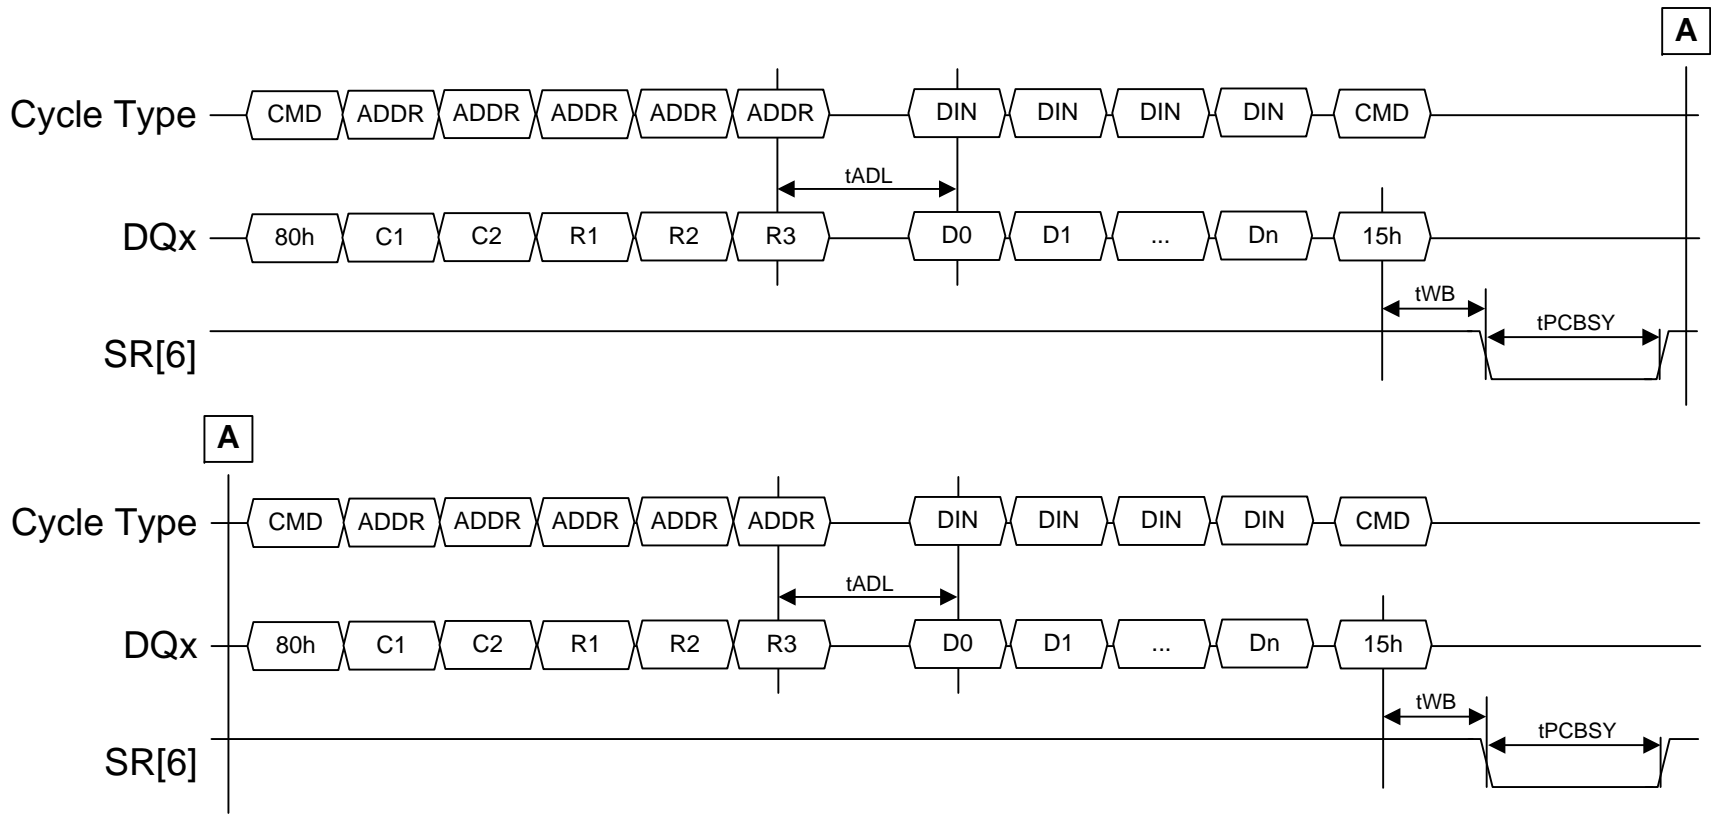 A
Cycle Type CMD ADDR ADDR ADDR ADDR ADDR DIN DIN DIN DIN CMD
tADL
DQx 80h C1 C2 R1 R2 R3 D0 D1 ... Dn 15h
tWB
tPCBSY
SR[6]
A
Cycle Type CMD ADDR ADDR ADDR ADDR ADDR DIN DIN DIN DIN CMD
tADL
DQx 80h C1 C2 R1 R2 R3 D0 D1 ... Dn 15h
tWB
tPCBSY
SR[6]